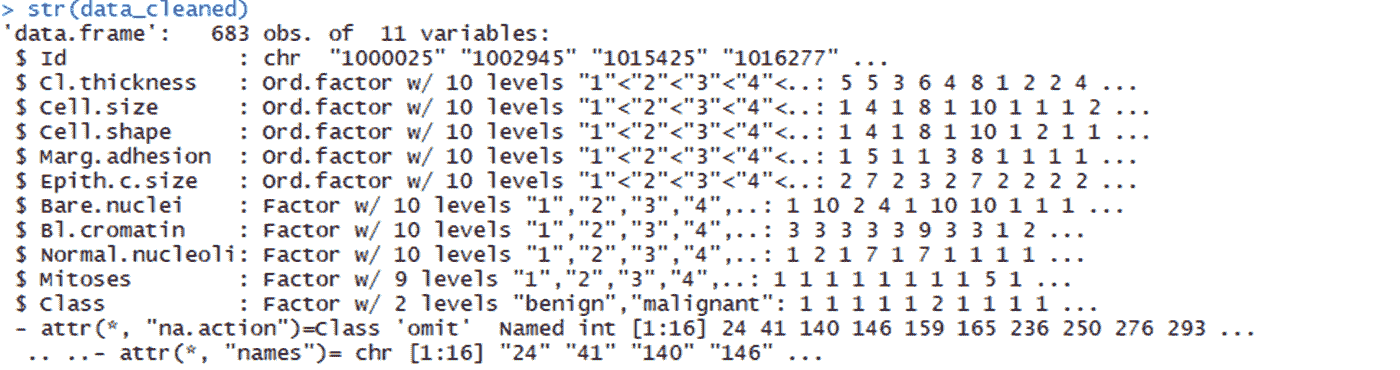 > str(data_cleaned)
'data.frame':   683 obs. of  11 variables:
 $ Id             : chr  "1000025" "1002945" "1015425" "1016277" ...
 $ Cl.thickness   : Ord.factor w/ 10 levels "1"<"2"<"3"<"4"<..: 5 5 3 6 4 8 1 2 2 4 ...
 $ Cell.size      : Ord.factor w/ 10 levels "1"<"2"<"3"<"4"<..: 1 4 1 8 1 10 1 1 1 2 ...
 $ Cell.shape     : Ord.factor w/ 10 levels "1"<"2"<"3"<"4"<..: 1 4 1 8 1 10 1 2 1 1 ...
 $ Marg.adhesion  : Ord.factor w/ 10 levels "1"<"2"<"3"<"4"<..: 1 5 1 1 3 8 1 1 1 1 ...
 $ Epith.c.size   : Ord.factor w/ 10 levels "1"<"2"<"3"<"4"<..: 2 7 2 3 2 7 2 2 2 2 ...
 $ Bare.nuclei    : Factor w/ 10 levels "1","2","3","4",..: 1 10 2 4 1 10 10 1 1 1 ...
 $ Bl.cromatin    : Factor w/ 10 levels "1","2","3","4",..: 3 3 3 3 3 9 3 3 1 2 ...
 $ Normal.nucleoli: Factor w/ 10 levels "1","2","3","4",..: 1 2 1 7 1 7 1 1 1 1 ...
 $ Mitoses        : Factor w/ 9 levels "1","2","3","4",..: 1 1 1 1 1 1 1 1 5 1 ...
 $ Class          : Factor w/ 2 levels "benign","malignant": 1 1 1 1 1 2 1 1 1 1 ...
 - attr(*, "na.action")=Class 'omit'  Named int [1:16] 24 41 140 146 159 165 236 250 276 293 ...
  .. ..- attr(*, "names")= chr [1:16] "24" "41" "140" "146" ...